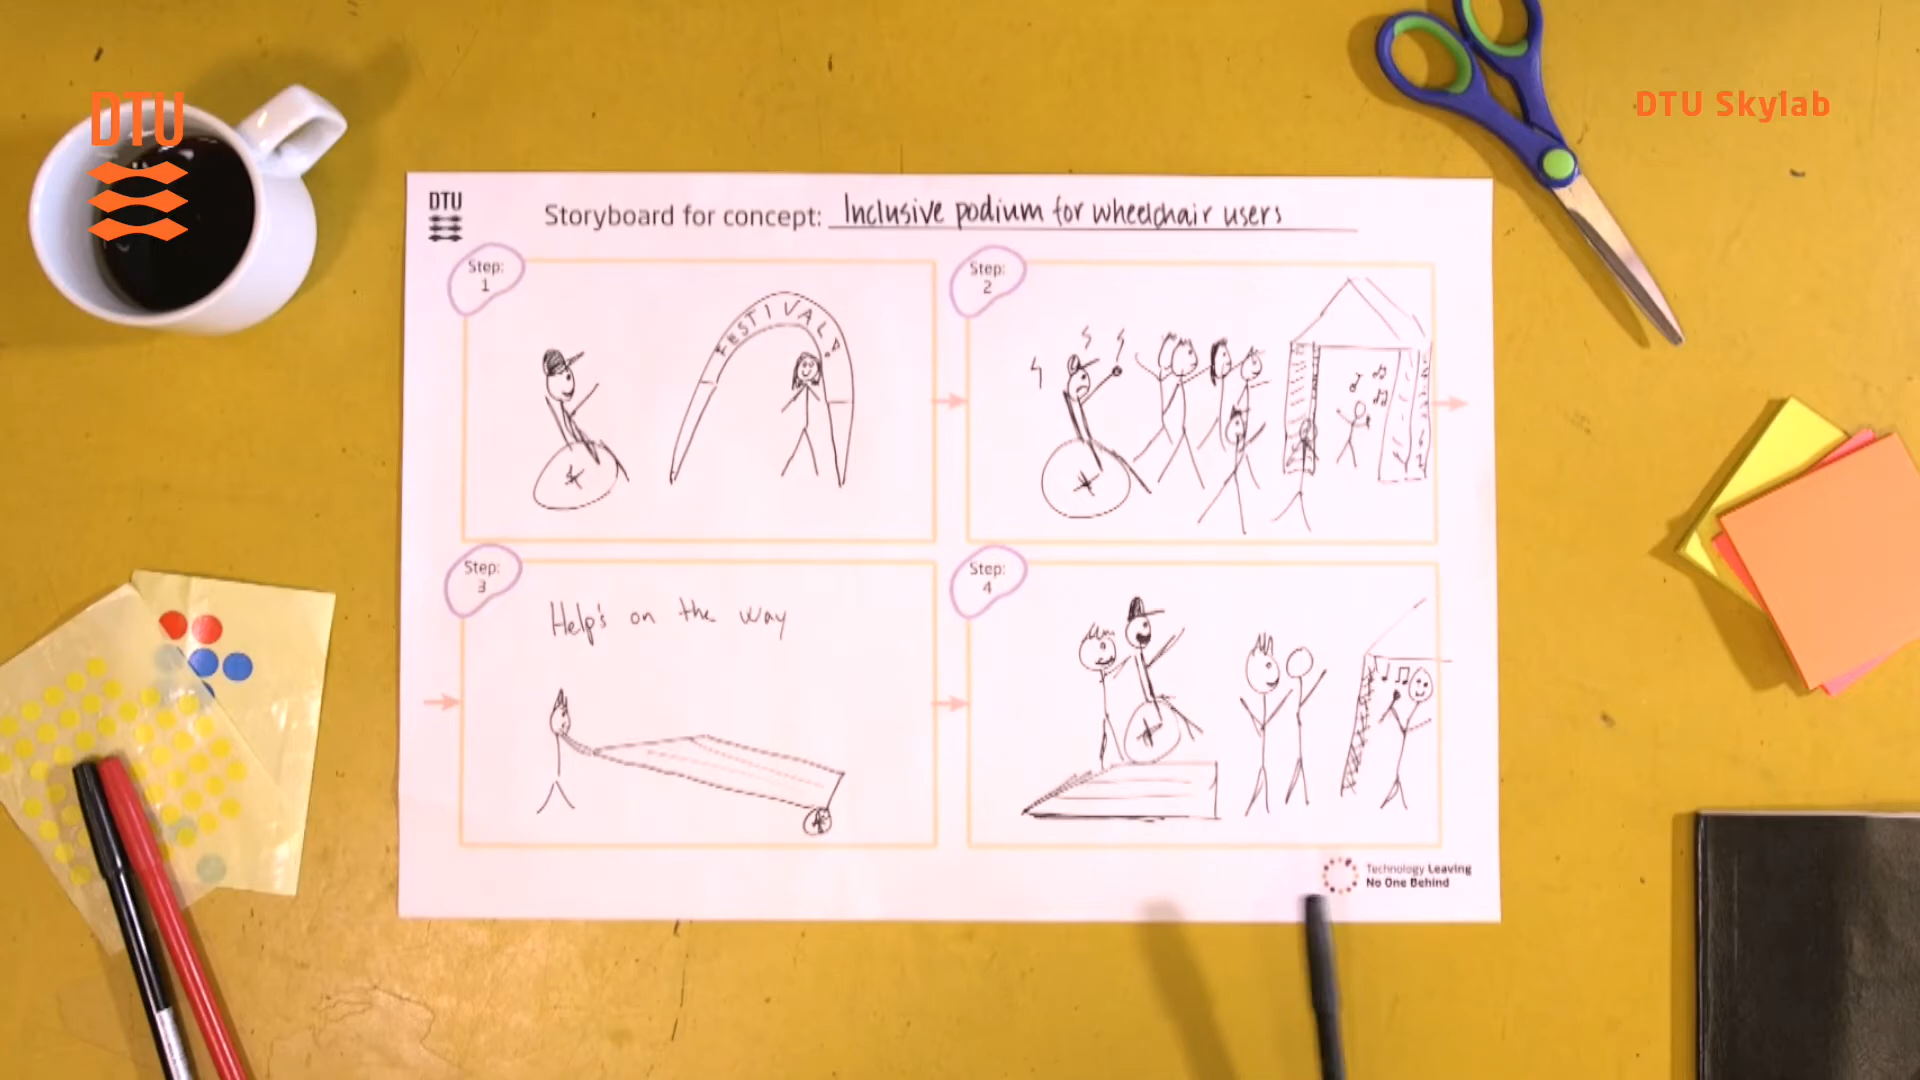 DTU
DTU Skylab
DTU
Storyboard for concept: Inclusive podium for wheelchair users
Step:
1
FESTIVAL
Step:
2
Step:
3
Help's on the way
Step:
4
Technology Leaving
No One Behind